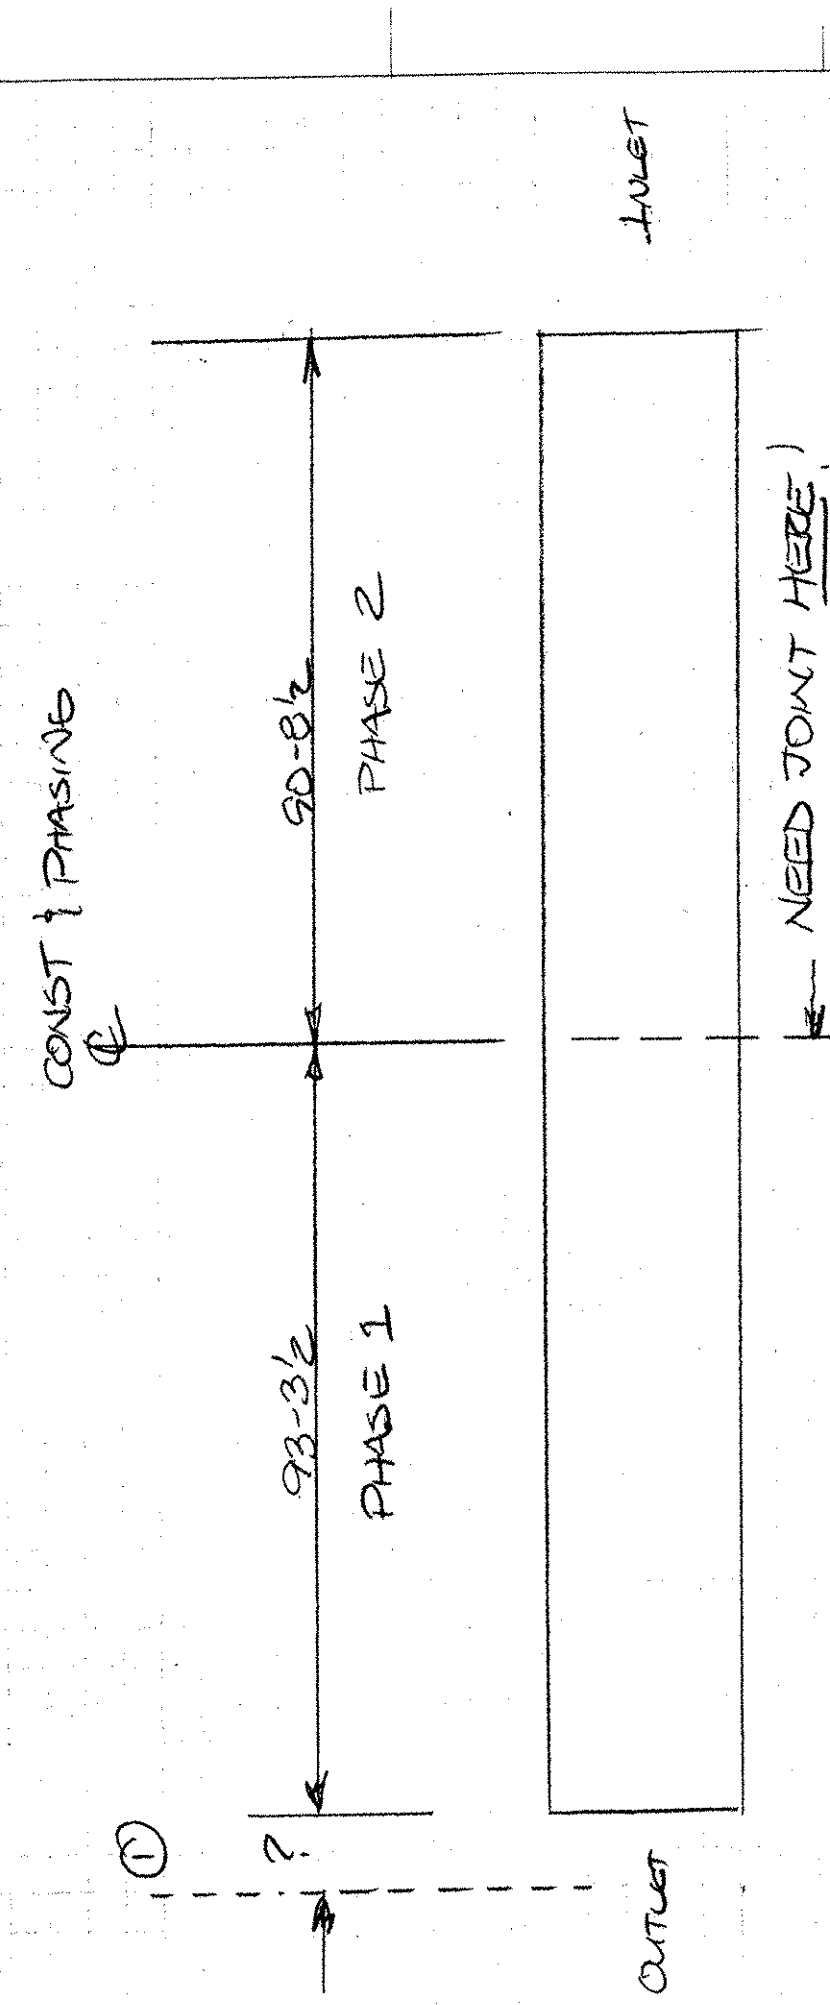 CONST & PHASING
① ℄
? 93-3½ 90-8½
PHASE 1 PHASE 2
OUTLET INLET
NEED JOINT HERE!